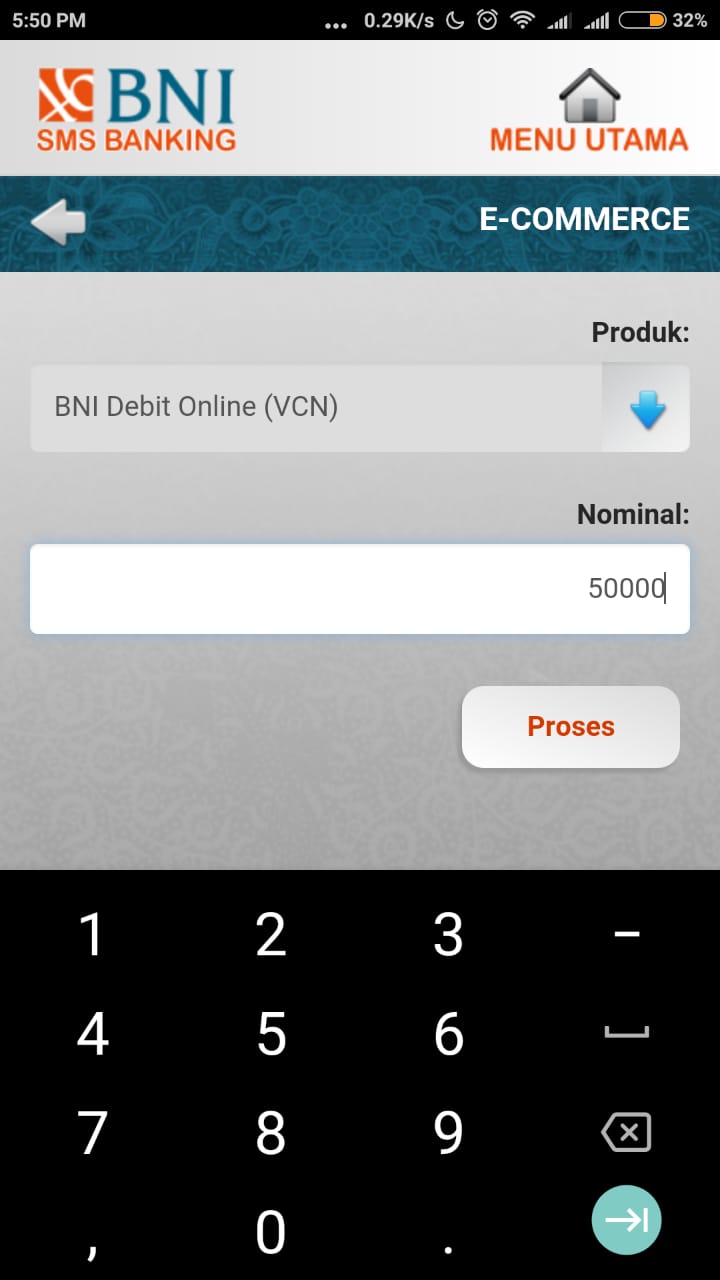 5:50 PM ... 0.29K/s 32%
BNI
SMS BANKING
MENU UTAMA
E-COMMERCE
Produk:
BNI Debit Online (VCN)
Nominal:
50000
Proses
1 2 3 −
4 5 6
7 8 9
, 0 .